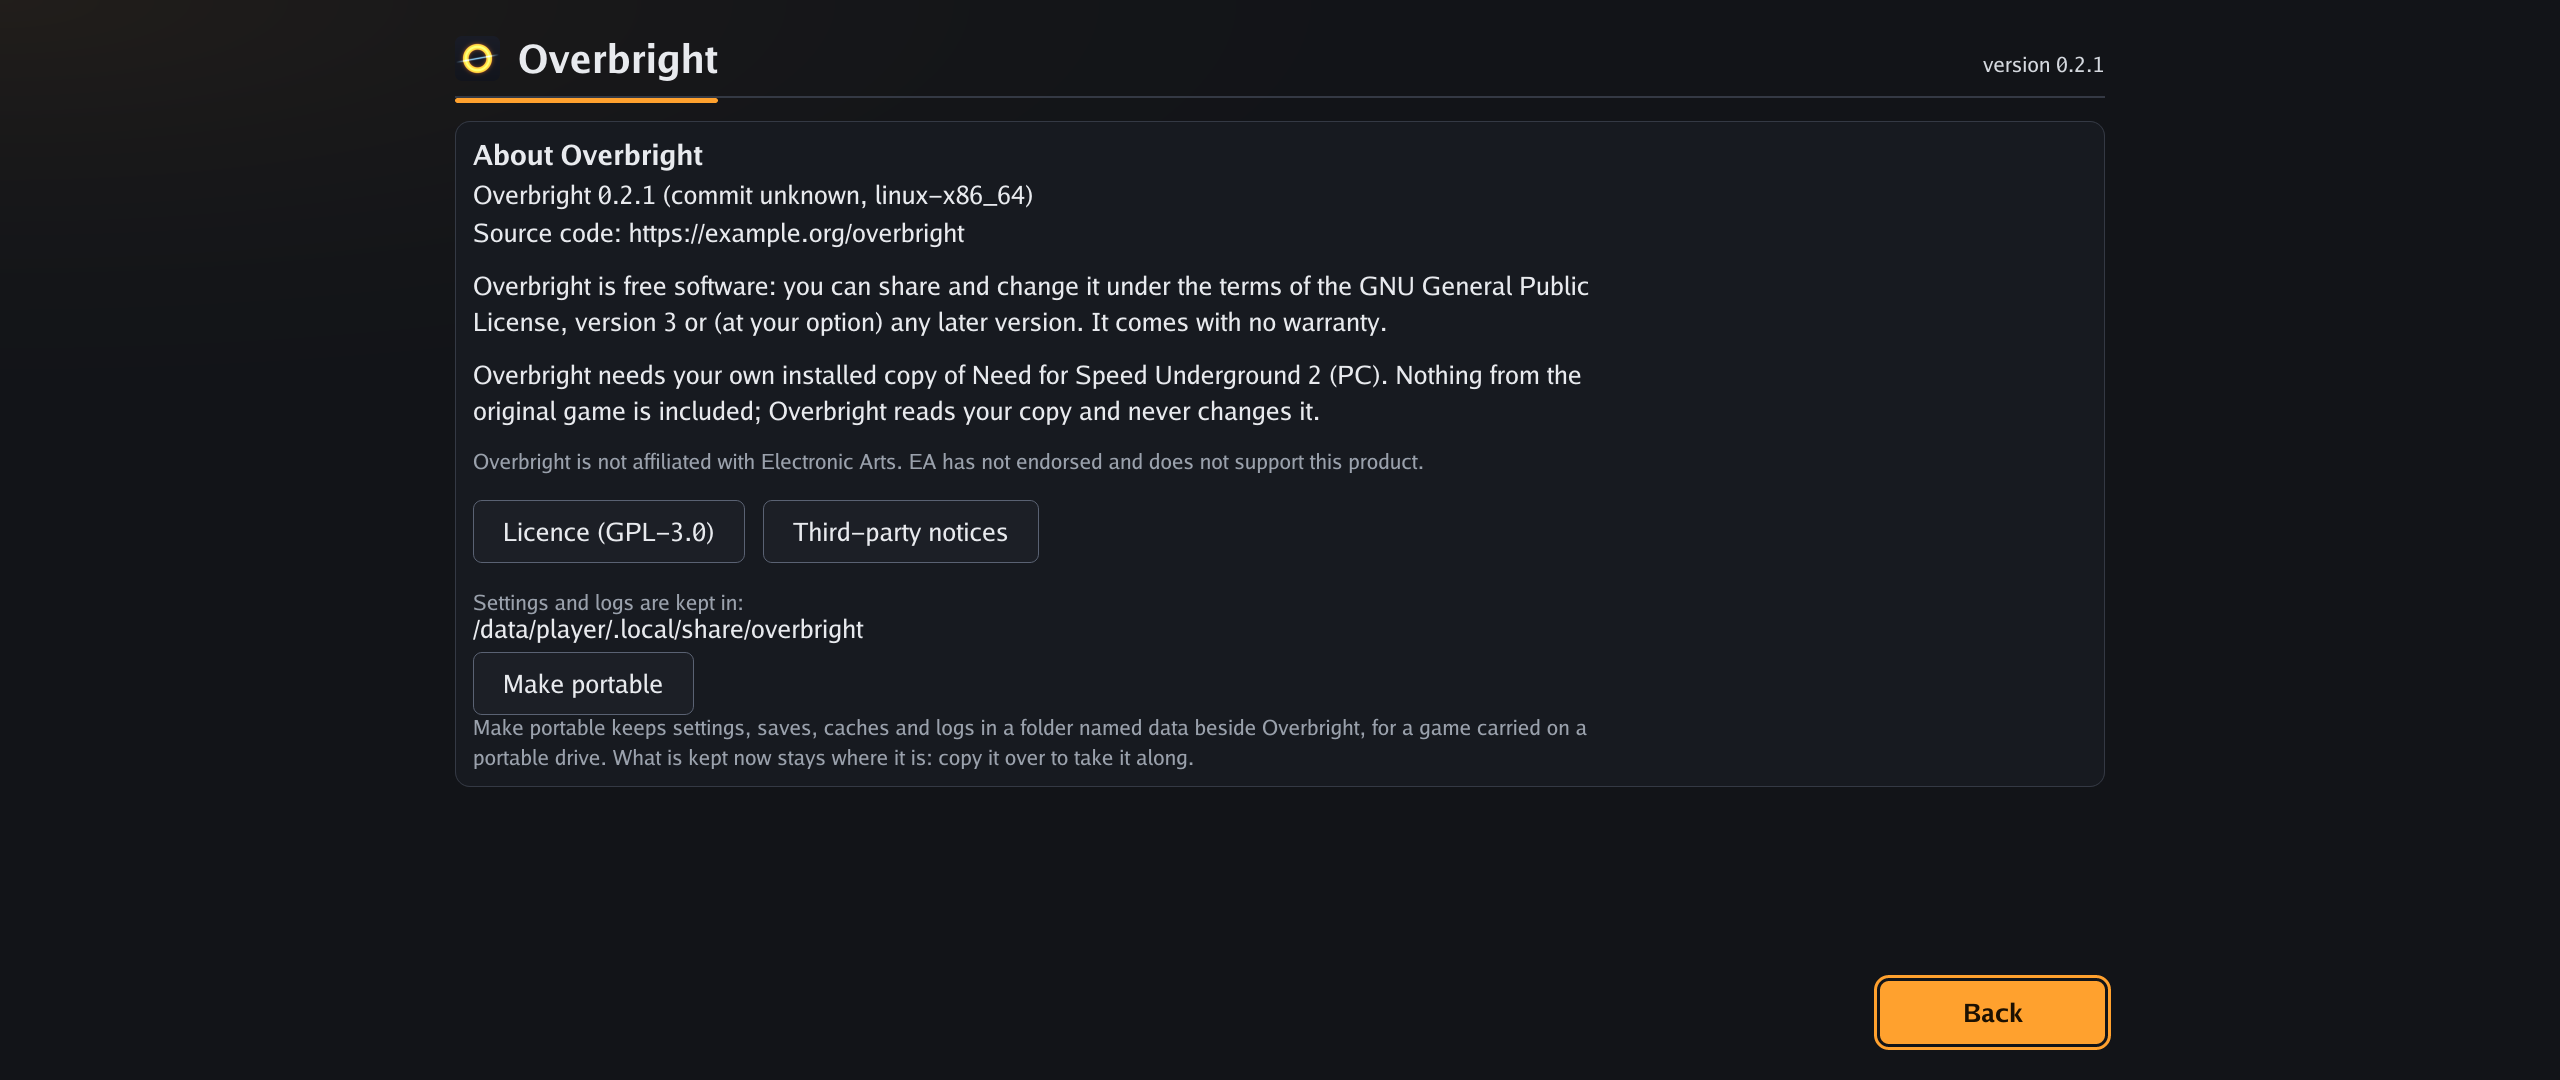 Overbright
version 0.2.1
About Overbright
Overbright 0.2.1 (commit unknown, linux-x86_64)
Source code: https://example.org/overbright
Overbright is free software: you can share and change it under the terms of the GNU General Public
License, version 3 or (at your option) any later version. It comes with no warranty.
Overbright needs your own installed copy of Need for Speed Underground 2 (PC). Nothing from the
original game is included; Overbright reads your copy and never changes it.
Overbright is not affiliated with Electronic Arts. EA has not endorsed and does not support this product.
Licence (GPL-3.0)
Third-party notices
Settings and logs are kept in:
/data/player/.local/share/overbright
Make portable
Make portable keeps settings, saves, caches and logs in a folder named data beside Overbright, for a game carried on a
portable drive. What is kept now stays where it is: copy it over to take it along.
Back